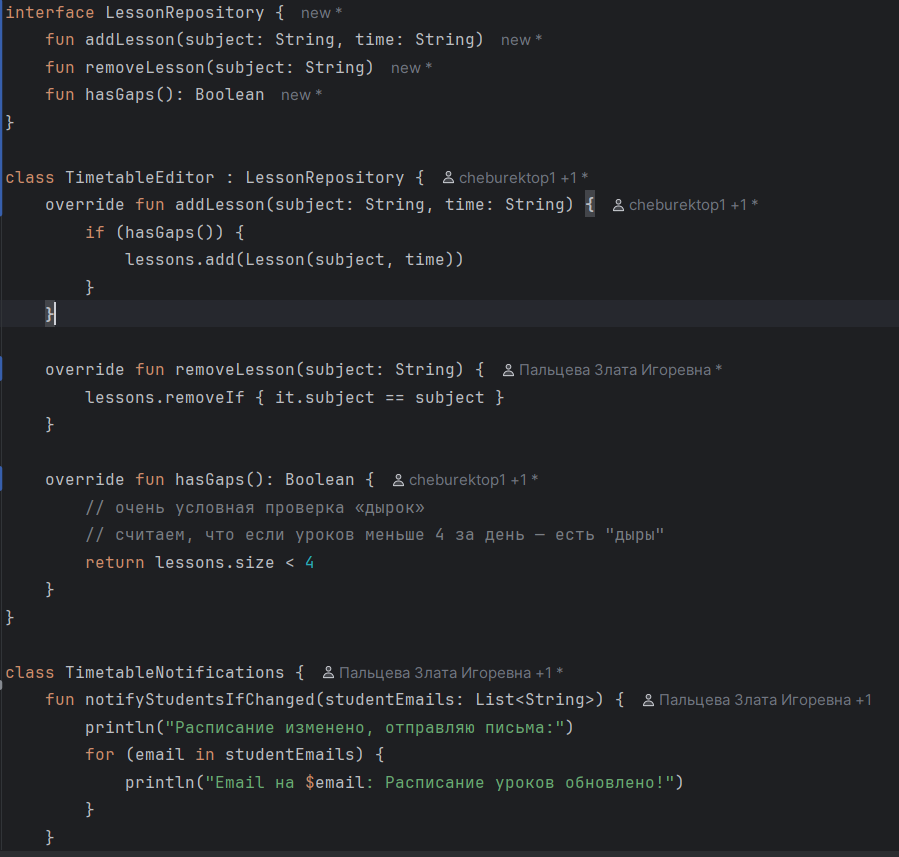 interface LessonRepository { new *
    fun addLesson(subject: String, time: String) new *
    fun removeLesson(subject: String) new *
    fun hasGaps(): Boolean new *
}

class TimetableEditor : LessonRepository { cheburektop1 +1 *
    override fun addLesson(subject: String, time: String) { cheburektop1 +1 *
        if (hasGaps()) {
            lessons.add(Lesson(subject, time))
        }
    }

    override fun removeLesson(subject: String) { Пальцева Злата Игоревна *
        lessons.removeIf { it.subject == subject }
    }

    override fun hasGaps(): Boolean { cheburektop1 +1 *
        // очень условная проверка «дырок»
        // считаем, что если уроков меньше 4 за день — есть "дыры"
        return lessons.size < 4
    }
}

class TimetableNotifications { Пальцева Злата Игоревна +1 *
    fun notifyStudentsIfChanged(studentEmails: List<String>) { Пальцева Злата Игоревна +1
        println("Расписание изменено, отправляю письма:")
        for (email in studentEmails) {
            println("Email на $email: Расписание уроков обновлено!")
        }
    }